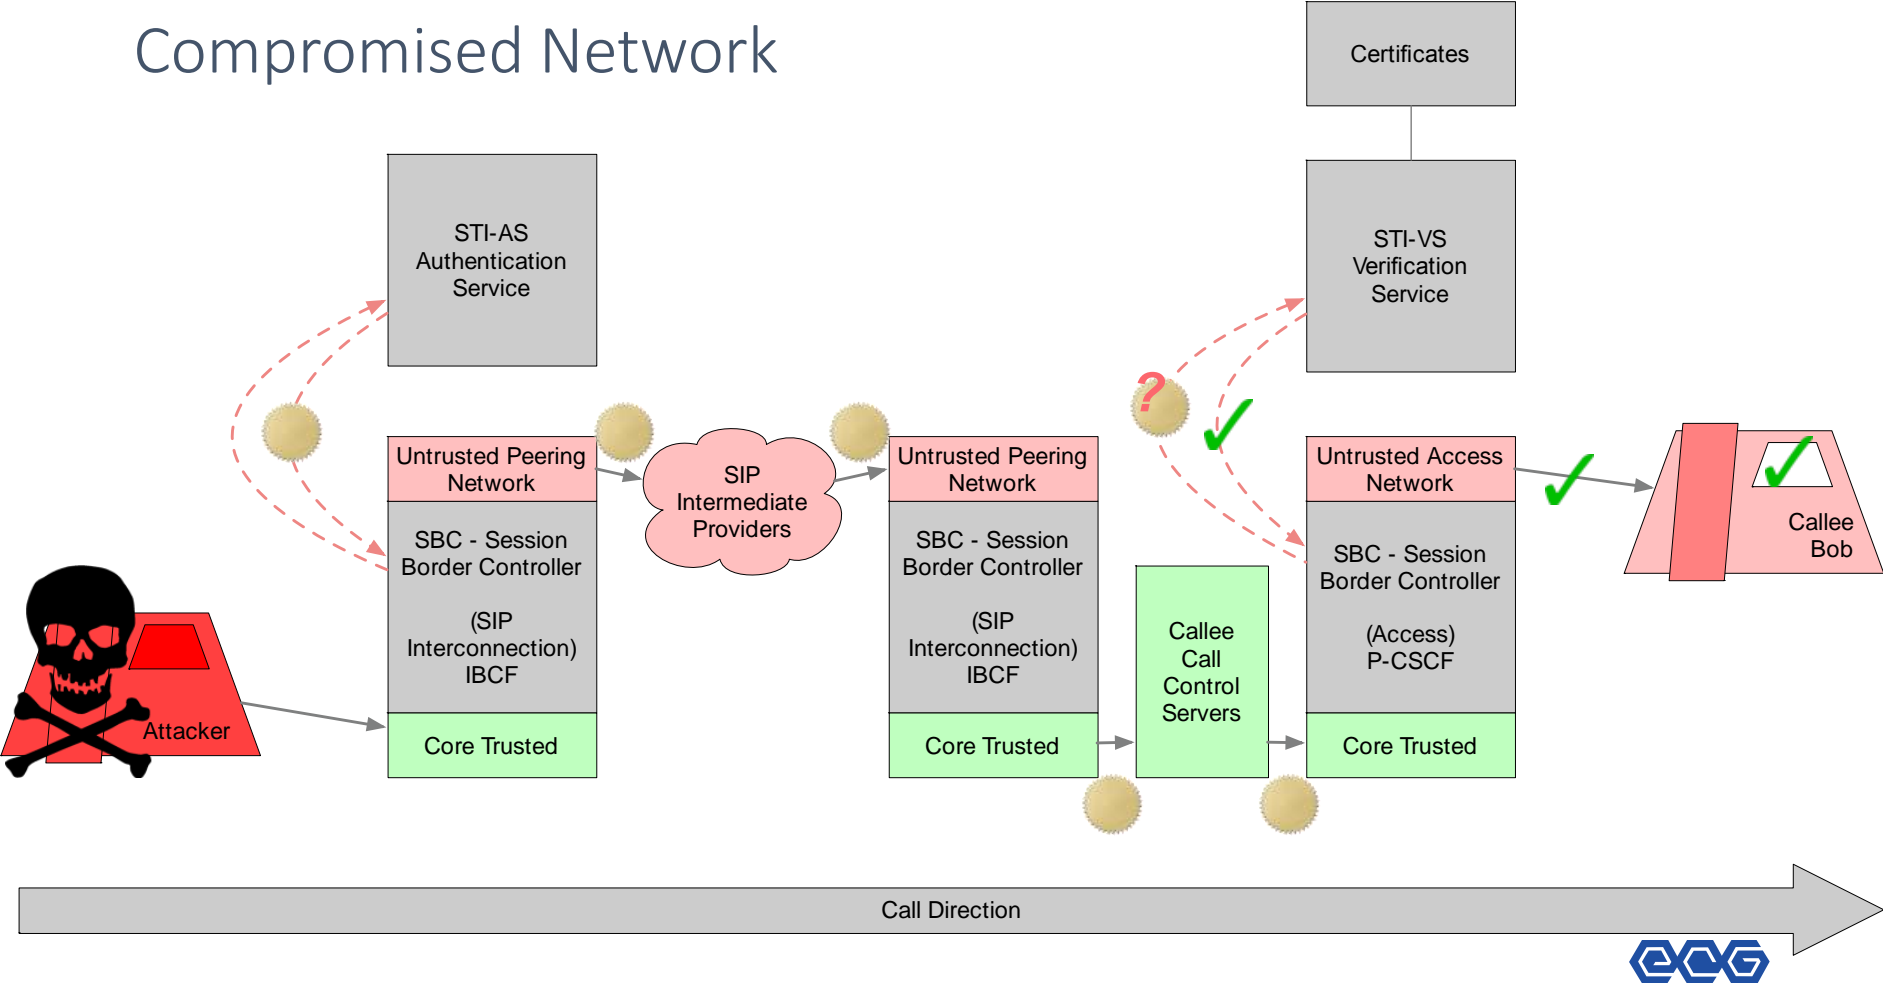 Compromised Network
Certificates
STI-AS
Authentication
Service
STI-VS
Verification
Service
?
Untrusted Peering
Network
SBC - Session
Border Controller
(SIP
Interconnection)
IBCF
Core Trusted
SIP
Intermediate
Providers
Untrusted Peering
Network
SBC - Session
Border Controller
(SIP
Interconnection)
IBCF
Core Trusted
Callee
Call
Control
Servers
Untrusted Access
Network
SBC - Session
Border Controller
(Access)
P-CSCF
Core Trusted
Callee
Bob
Attacker
Call Direction
ecg